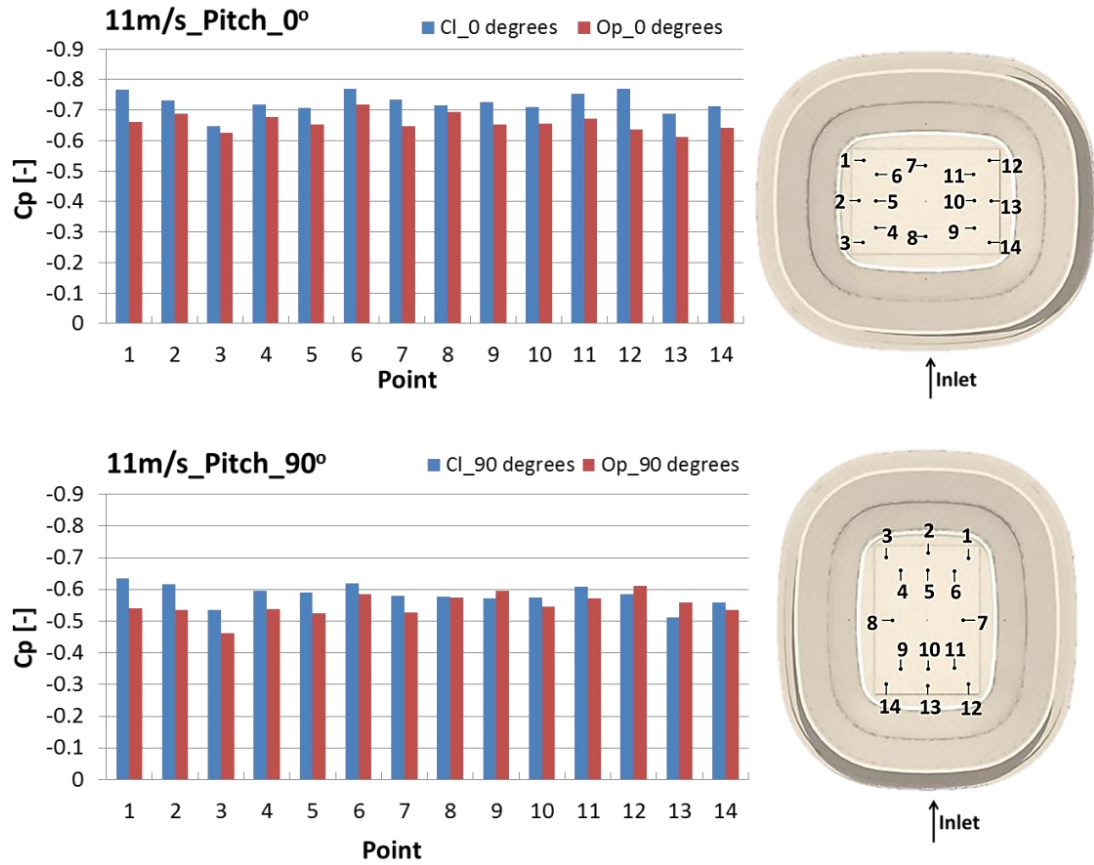 11m/s_Pitch_0º
Cl_0 degrees Op_0 degrees
-0.9
-0.8
-0.7
-0.6
-0.5
-0.4
-0.3
-0.2
-0.1
0
Cp [-]
1 2 3 4 5 6 7 8 9 10 11 12 13 14
Point
1 7 12
6 11
2 5 10 13
4 8 9
3 14
Inlet
11m/s_Pitch_90º
Cl_90 degrees Op_90 degrees
-0.9
-0.8
-0.7
-0.6
-0.5
-0.4
-0.3
-0.2
-0.1
0
Cp [-]
1 2 3 4 5 6 7 8 9 10 11 12 13 14
Point
3 2 1
4 5 6
8 7
9 10 11
14 13 12
Inlet